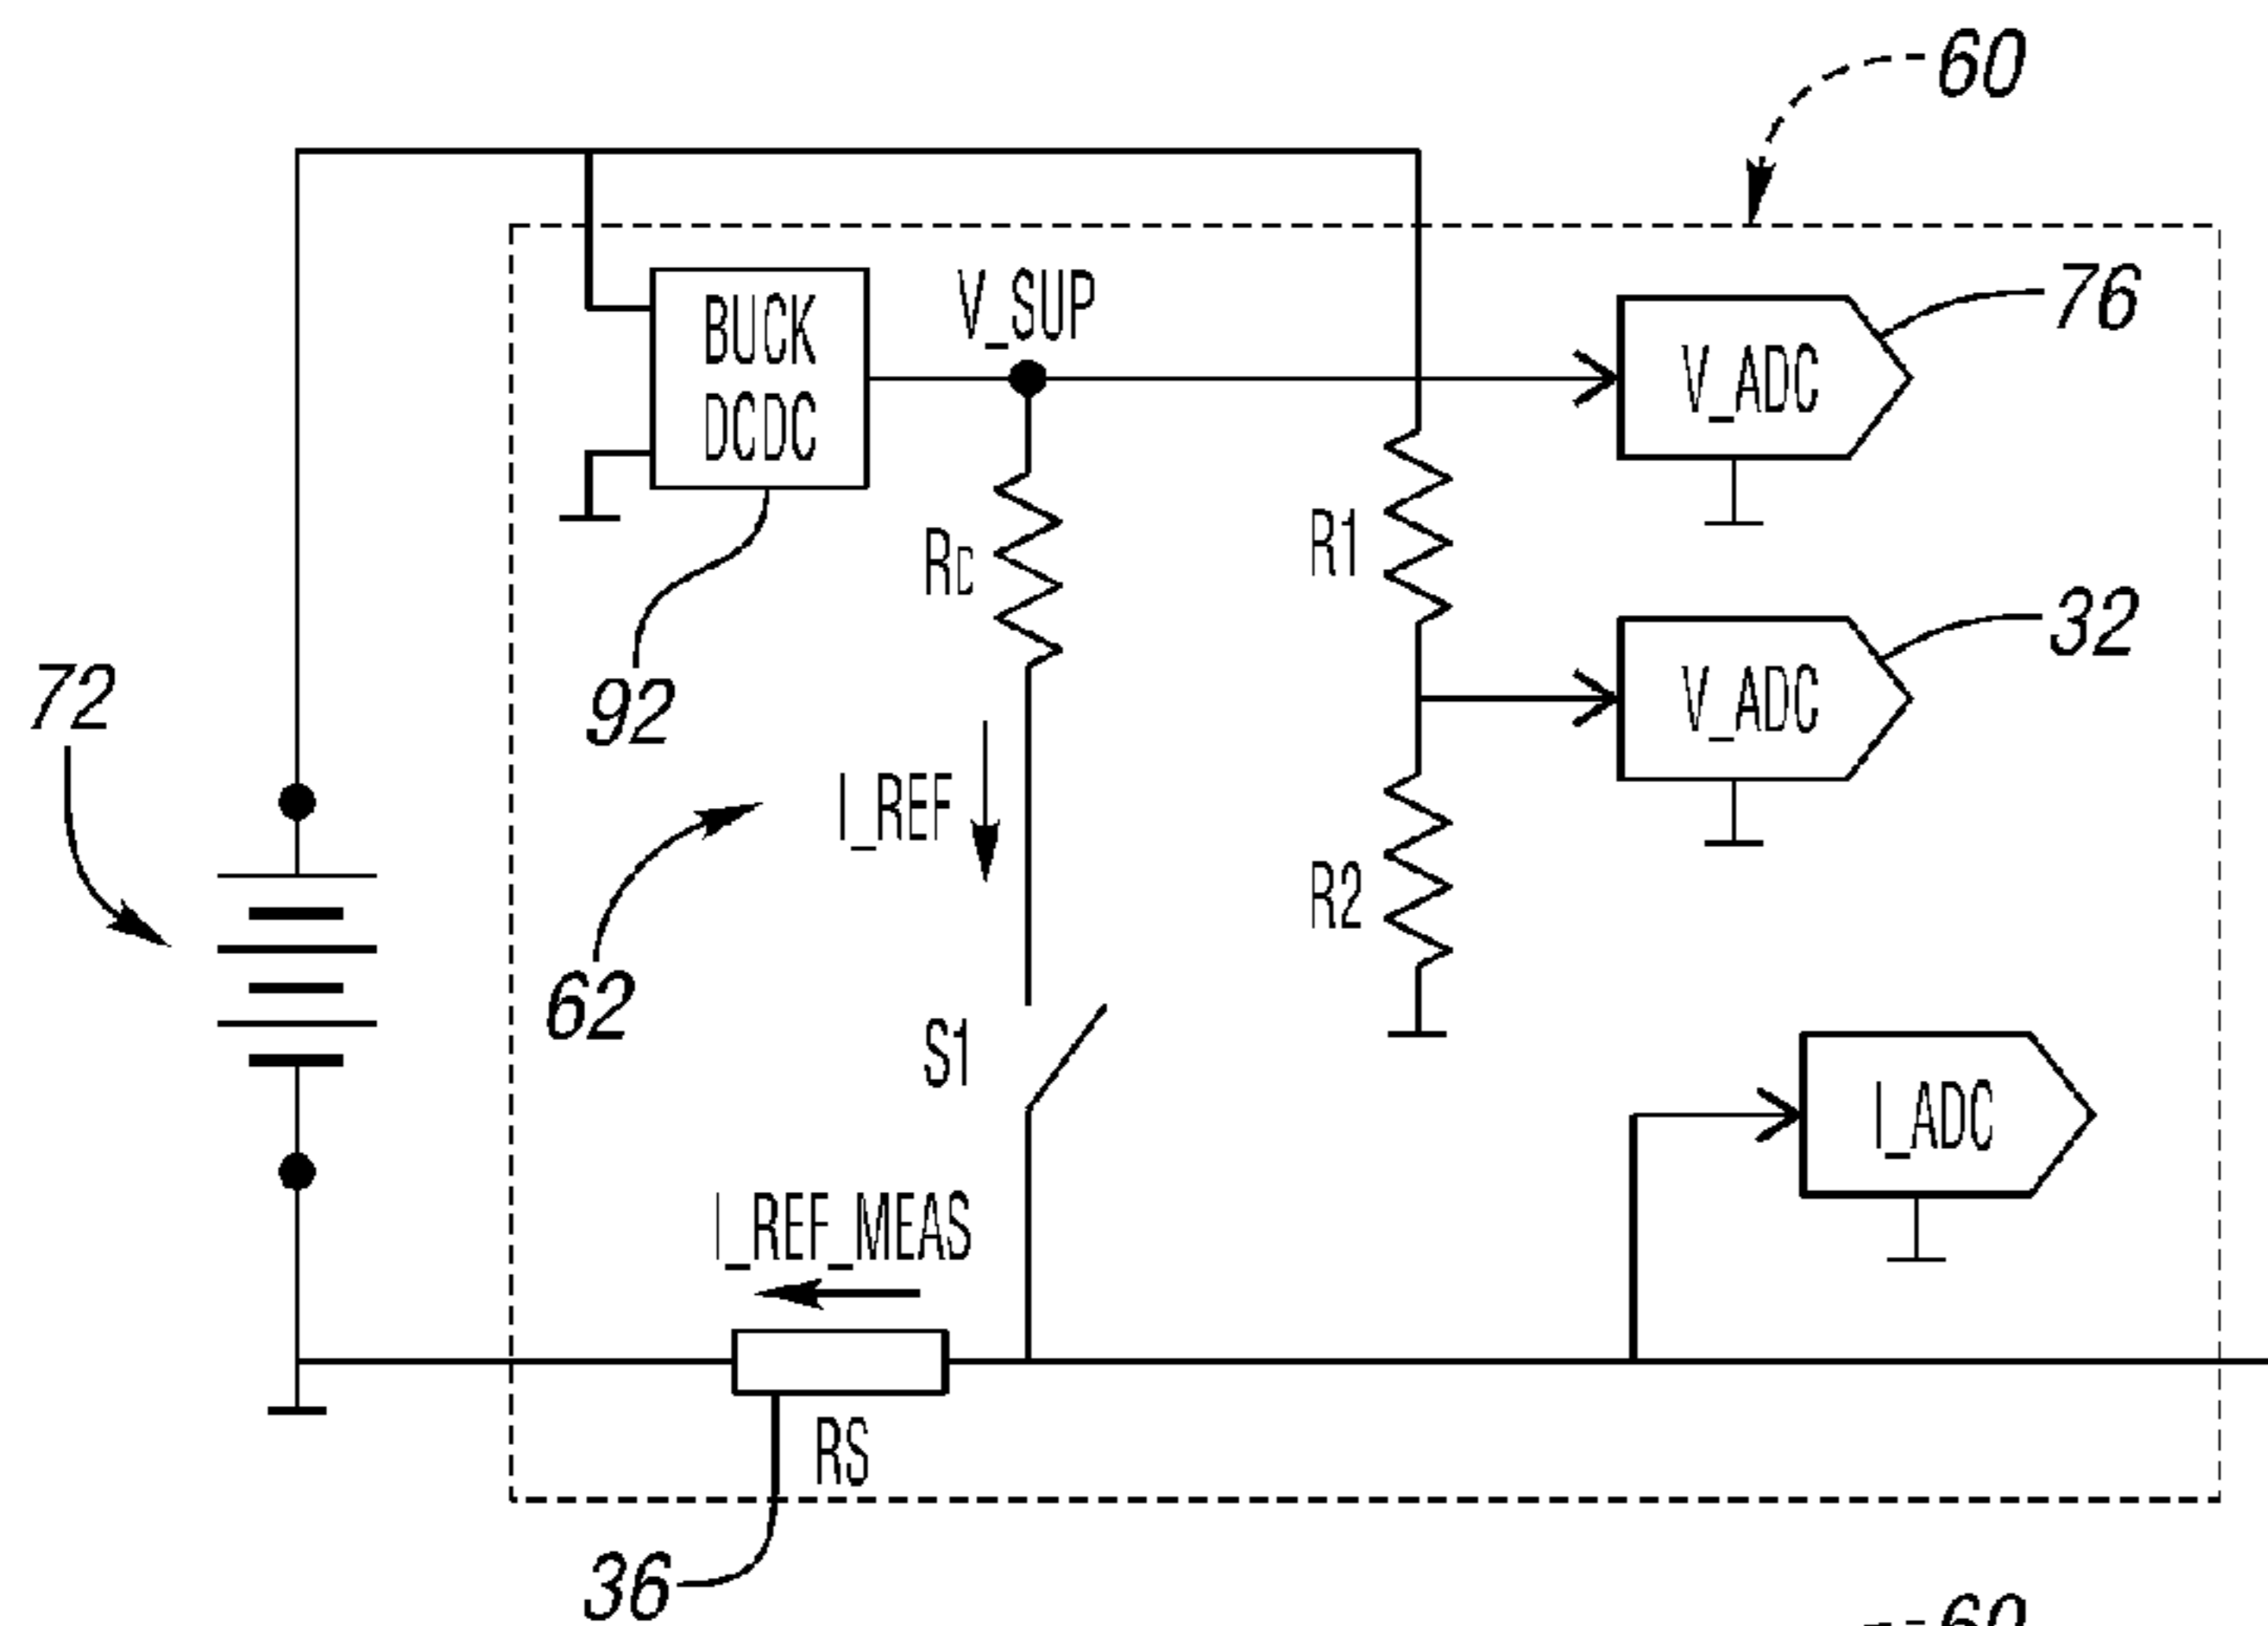 60
BUCK
DCDC
V_SUP
V_ADC
76
RC
R1
V_ADC
32
72
92
I_REF
62
R2
S1
I_ADC
I_REF_MEAS
RS
36